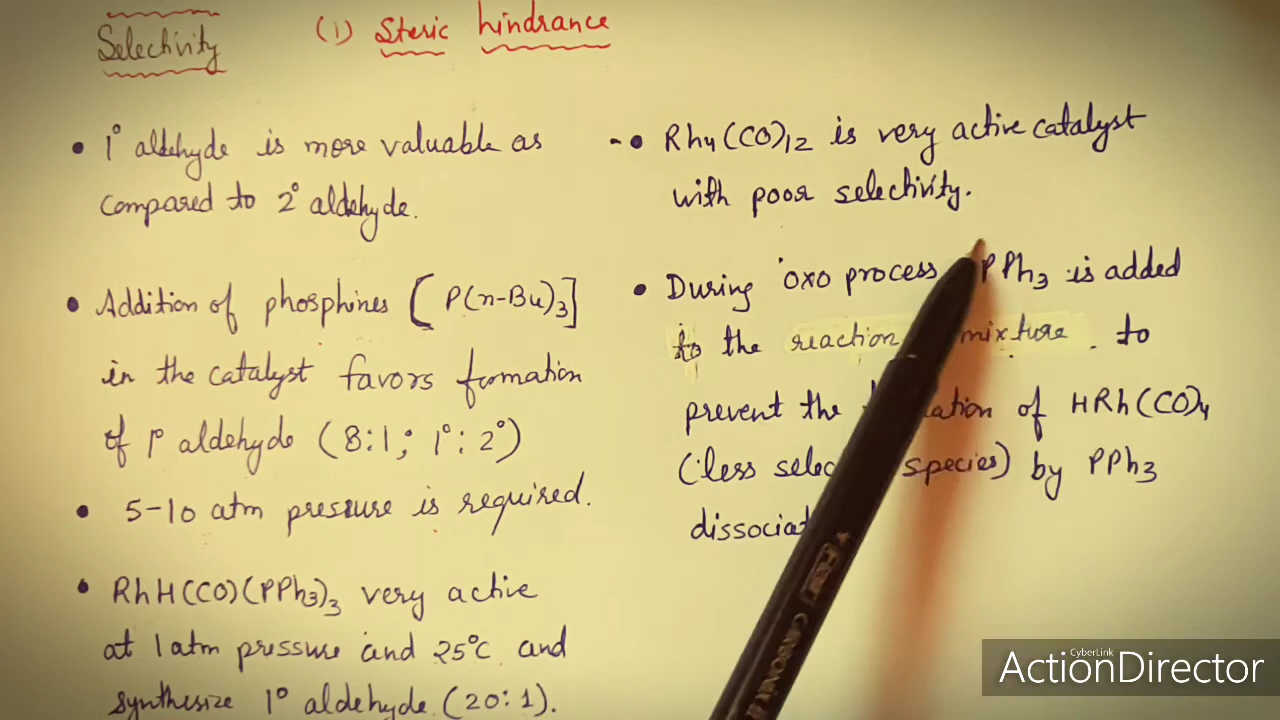 Selectivity (1) Steric hindrance
• 1° aldehyde is more valuable as
compared to 2° aldehyde.
• Addition of phosphines [P(n-Bu)3]
in the catalyst favors formation
of 1° aldehyde (8:1; 1°: 2°)
• 5-10 atm pressure is required.
• RhH(CO)(PPh3)3 very active
at 1 atm pressure and 25°C and
synthesize 1° aldehyde (20:1).
• Rh4(CO)12 is very active catalyst
with poor selectivity.
• During oxo process PPh3 is added
to the reaction mixture to
prevent the of HRh(CO)4
(less species) by PPh3
CyberLink
ActionDirector